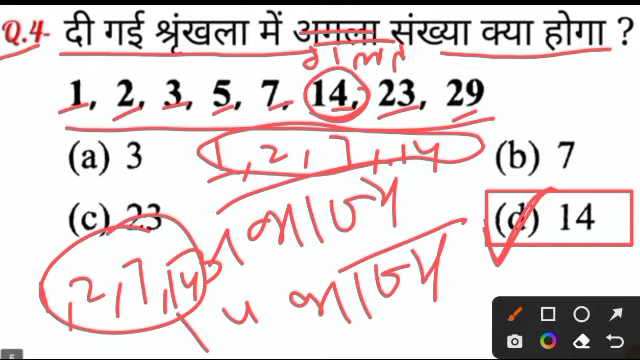 Q.4- दी गई श्रृंखला में अगला संख्या क्या होगा ?
गलत
1, 2, 3, 5, 7, 14, 23, 29
(a) 3
1, 2, 7, 14
(b) 7
(c) 23
(d) 14
भाज्य
1, 2, 7, 14
भाज्य
5